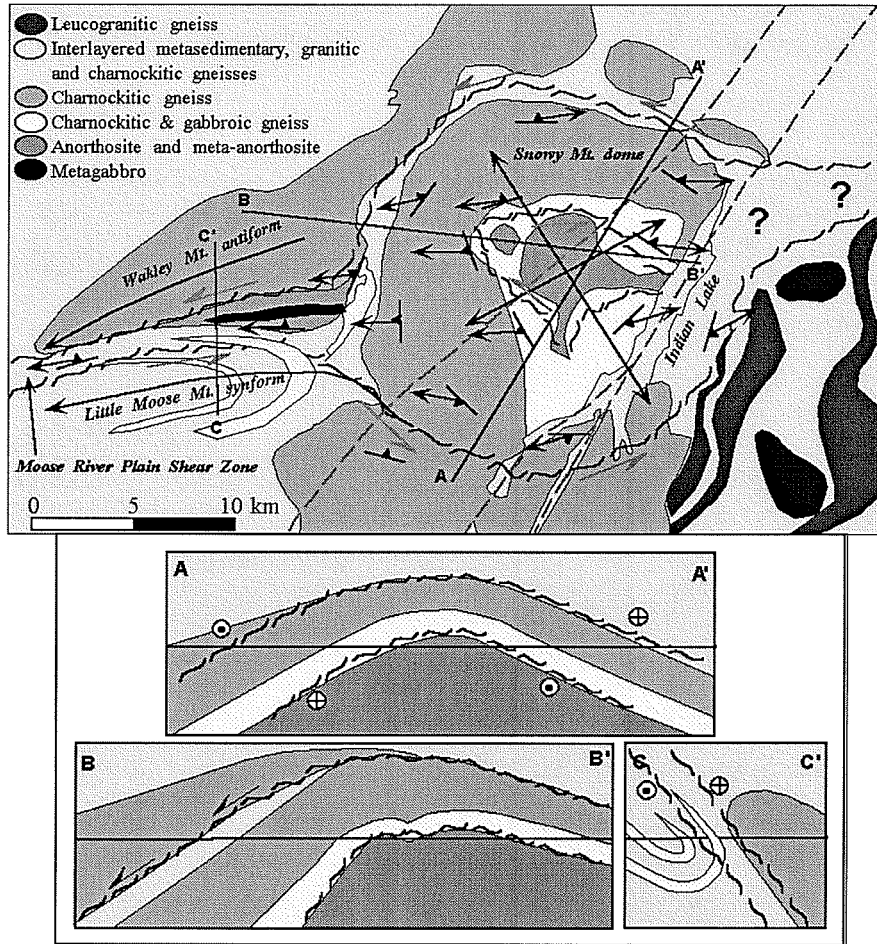 Leucogranitic gneiss
Interlayered metasedimentary, granitic
and charnockitic gneisses
Charnockitic gneiss
Charnockitic & gabbroic gneiss
Anorthosite and meta-anorthosite
Metagabbro
A'
Snowy Mt. dome
B
C'
? ?
Wakley Mt. antiform
B'
Indian Lake
Little Moose Mt. synform
C
Moose River Plain Shear Zone
A
0 5 10 km
A A'
B B'
C C'